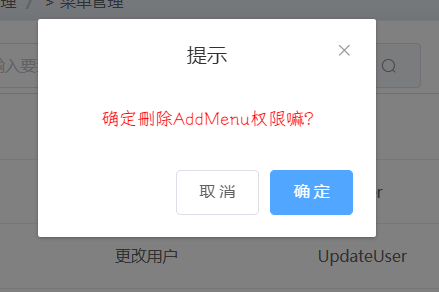 理 / > 菜单管理
输入要
提示
确定刪除AddMenu权限嘛?
取消
确定
更改用户 UpdateUser